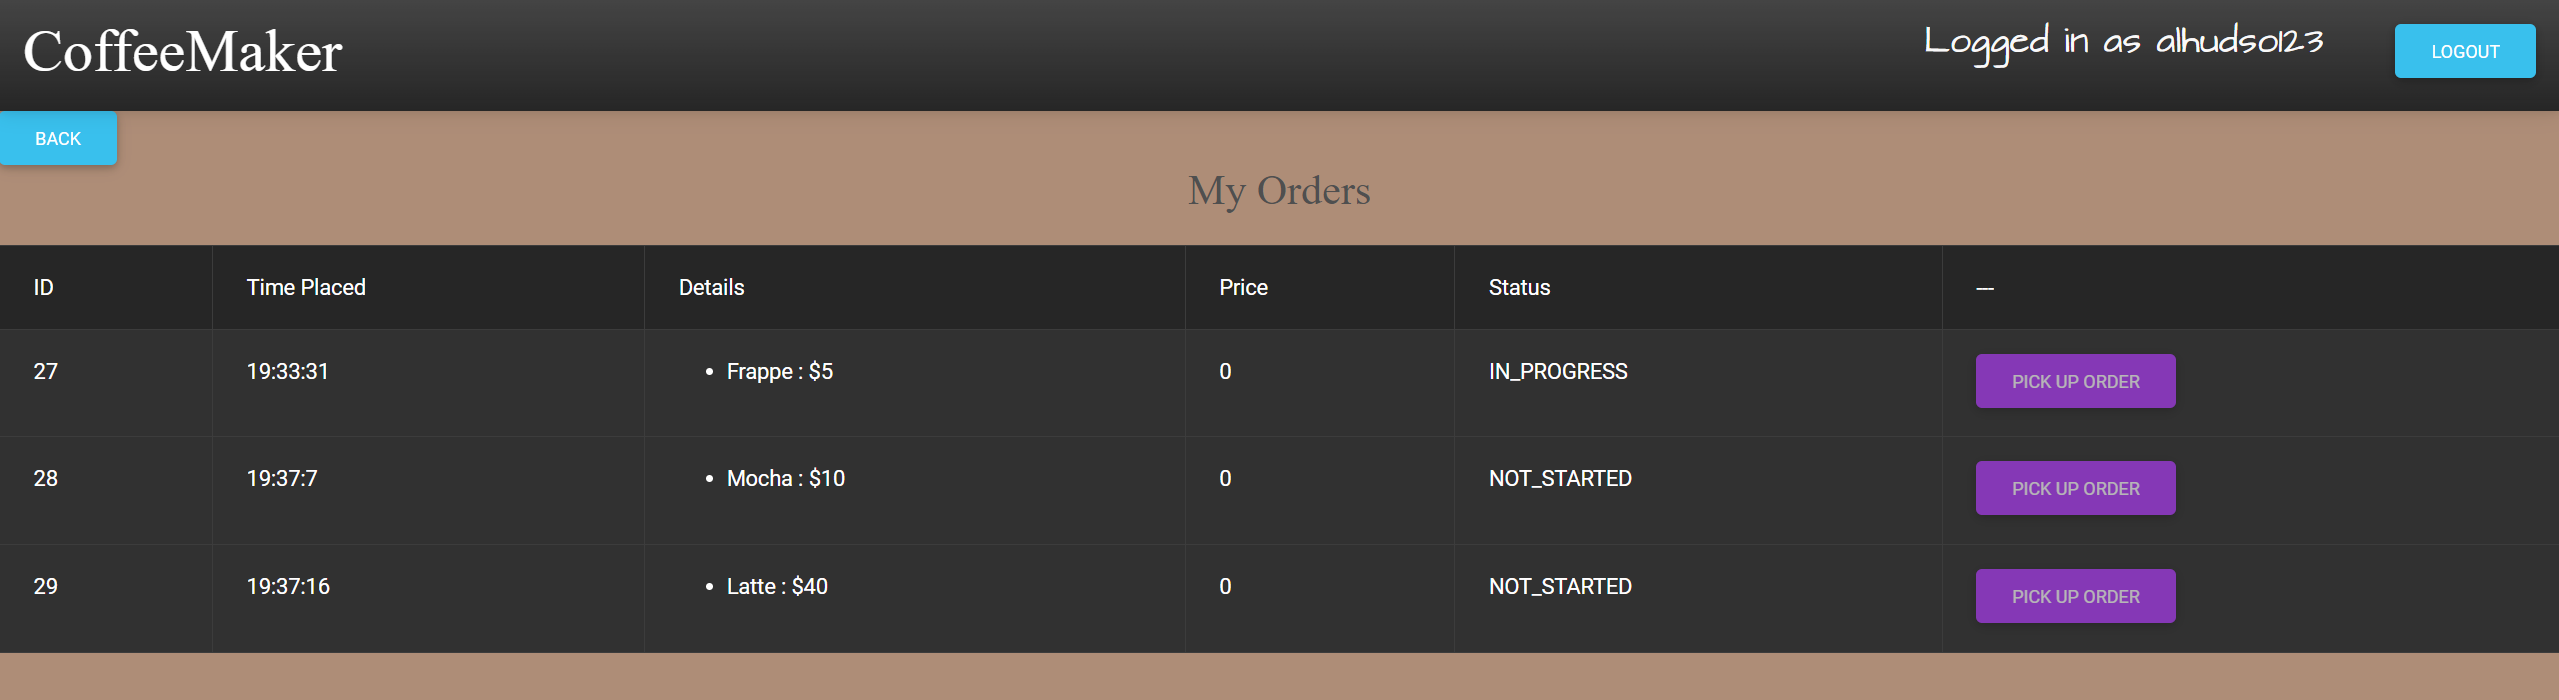 CoffeeMaker
Logged in as alhudso123
LOGOUT
BACK
My Orders
ID Time Placed Details Price Status ---
27 19:33:31 • Frappe : $5 0 IN_PROGRESS PICK UP ORDER
28 19:37:7 • Mocha : $10 0 NOT_STARTED PICK UP ORDER
29 19:37:16 • Latte : $40 0 NOT_STARTED PICK UP ORDER